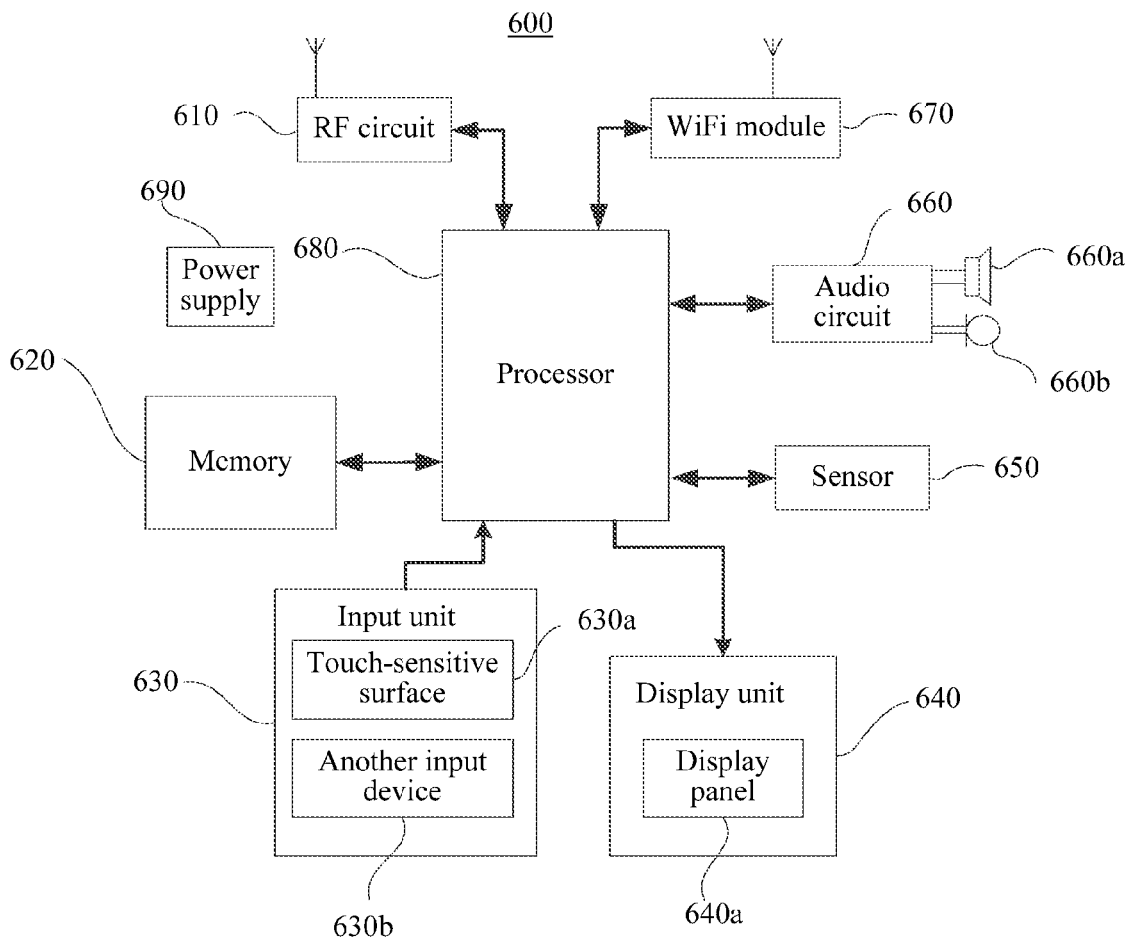 600
610
RF circuit
WiFi module
670
690
Power
supply
680
660
Audio
circuit
660a
660b
620
Memory
Processor
Sensor
650
Input unit
630a
Touch-sensitive
surface
630
Another input
device
630b
Display unit
640
Display
panel
640a